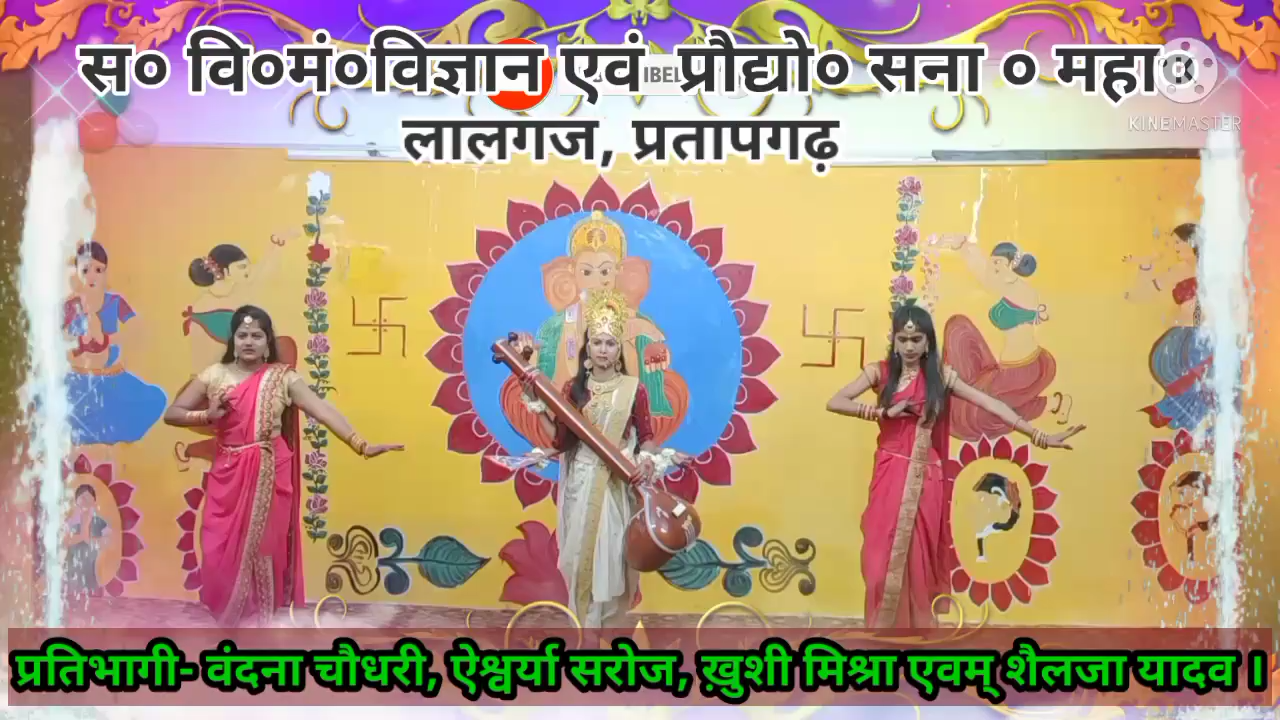 स० वि०मं०विज्ञान एवं प्रौद्यो० सना ० महा०
लालगज, प्रतापगढ़
KINEMASTER
प्रतिभागी- वंदना चौधरी, ऐश्वर्या सरोज, ख़ुशी मिश्रा एवम् शैलजा यादव ।